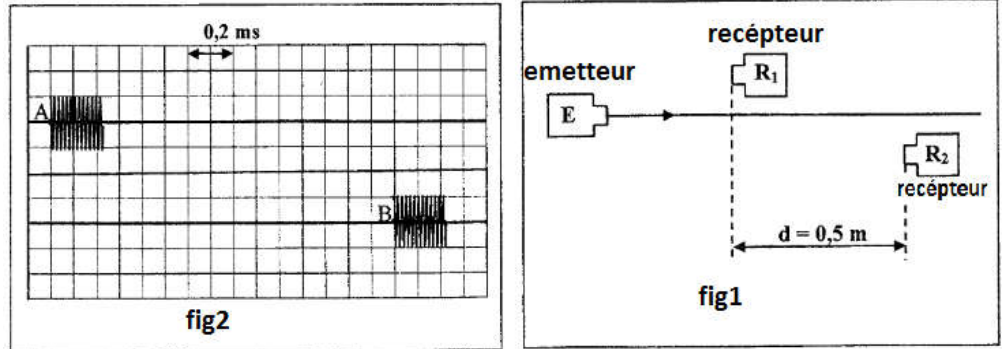 0,2 ms
A
B
fig2
recépteur
R₁
emetteur
E
R₂
recépteur
d = 0,5 m
fig1